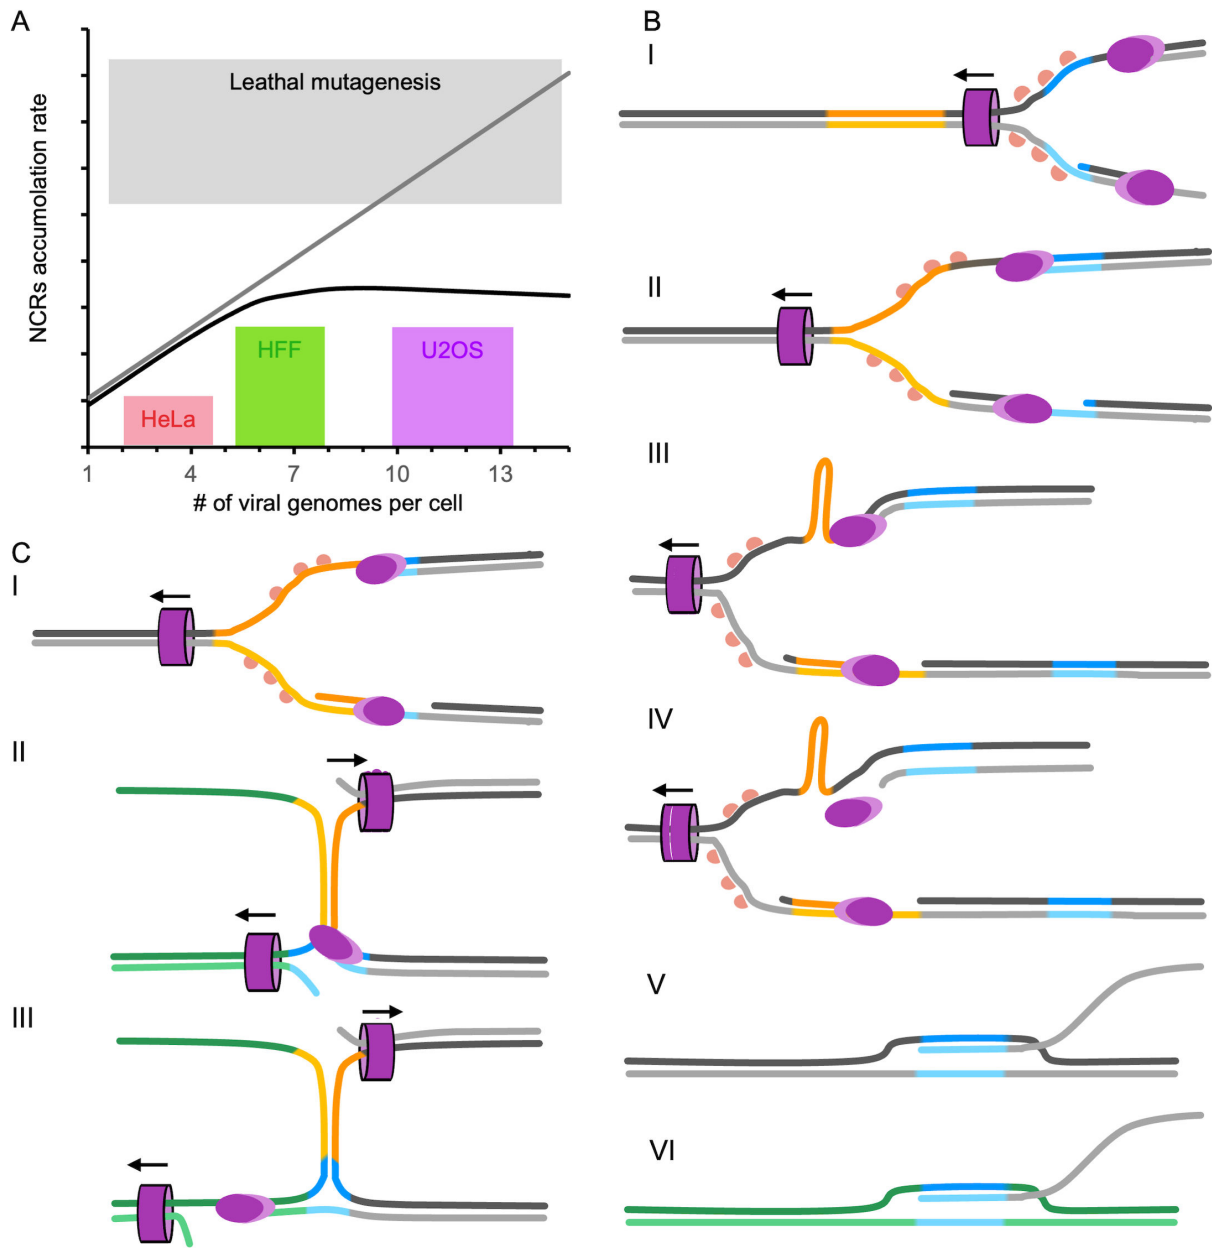 A
Leathal mutagenesis
NCRs accumolation rate
HFF
U2OS
HeLa
1 4 7 10 13
# of viral genomes per cell
B
I
II
III
IV
V
VI
C
I
II
III